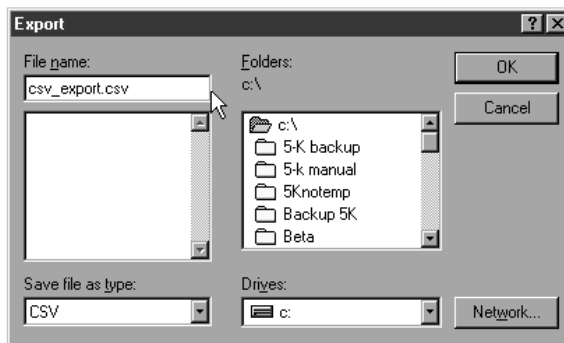 Export
File name:
csv_export.csv
Folders:
c:\
c:\
5-K backup
5-k manual
5Knotemp
Backup 5K
Beta
Save file as type:
CSV
Drives:
c:
OK
Cancel
Network...